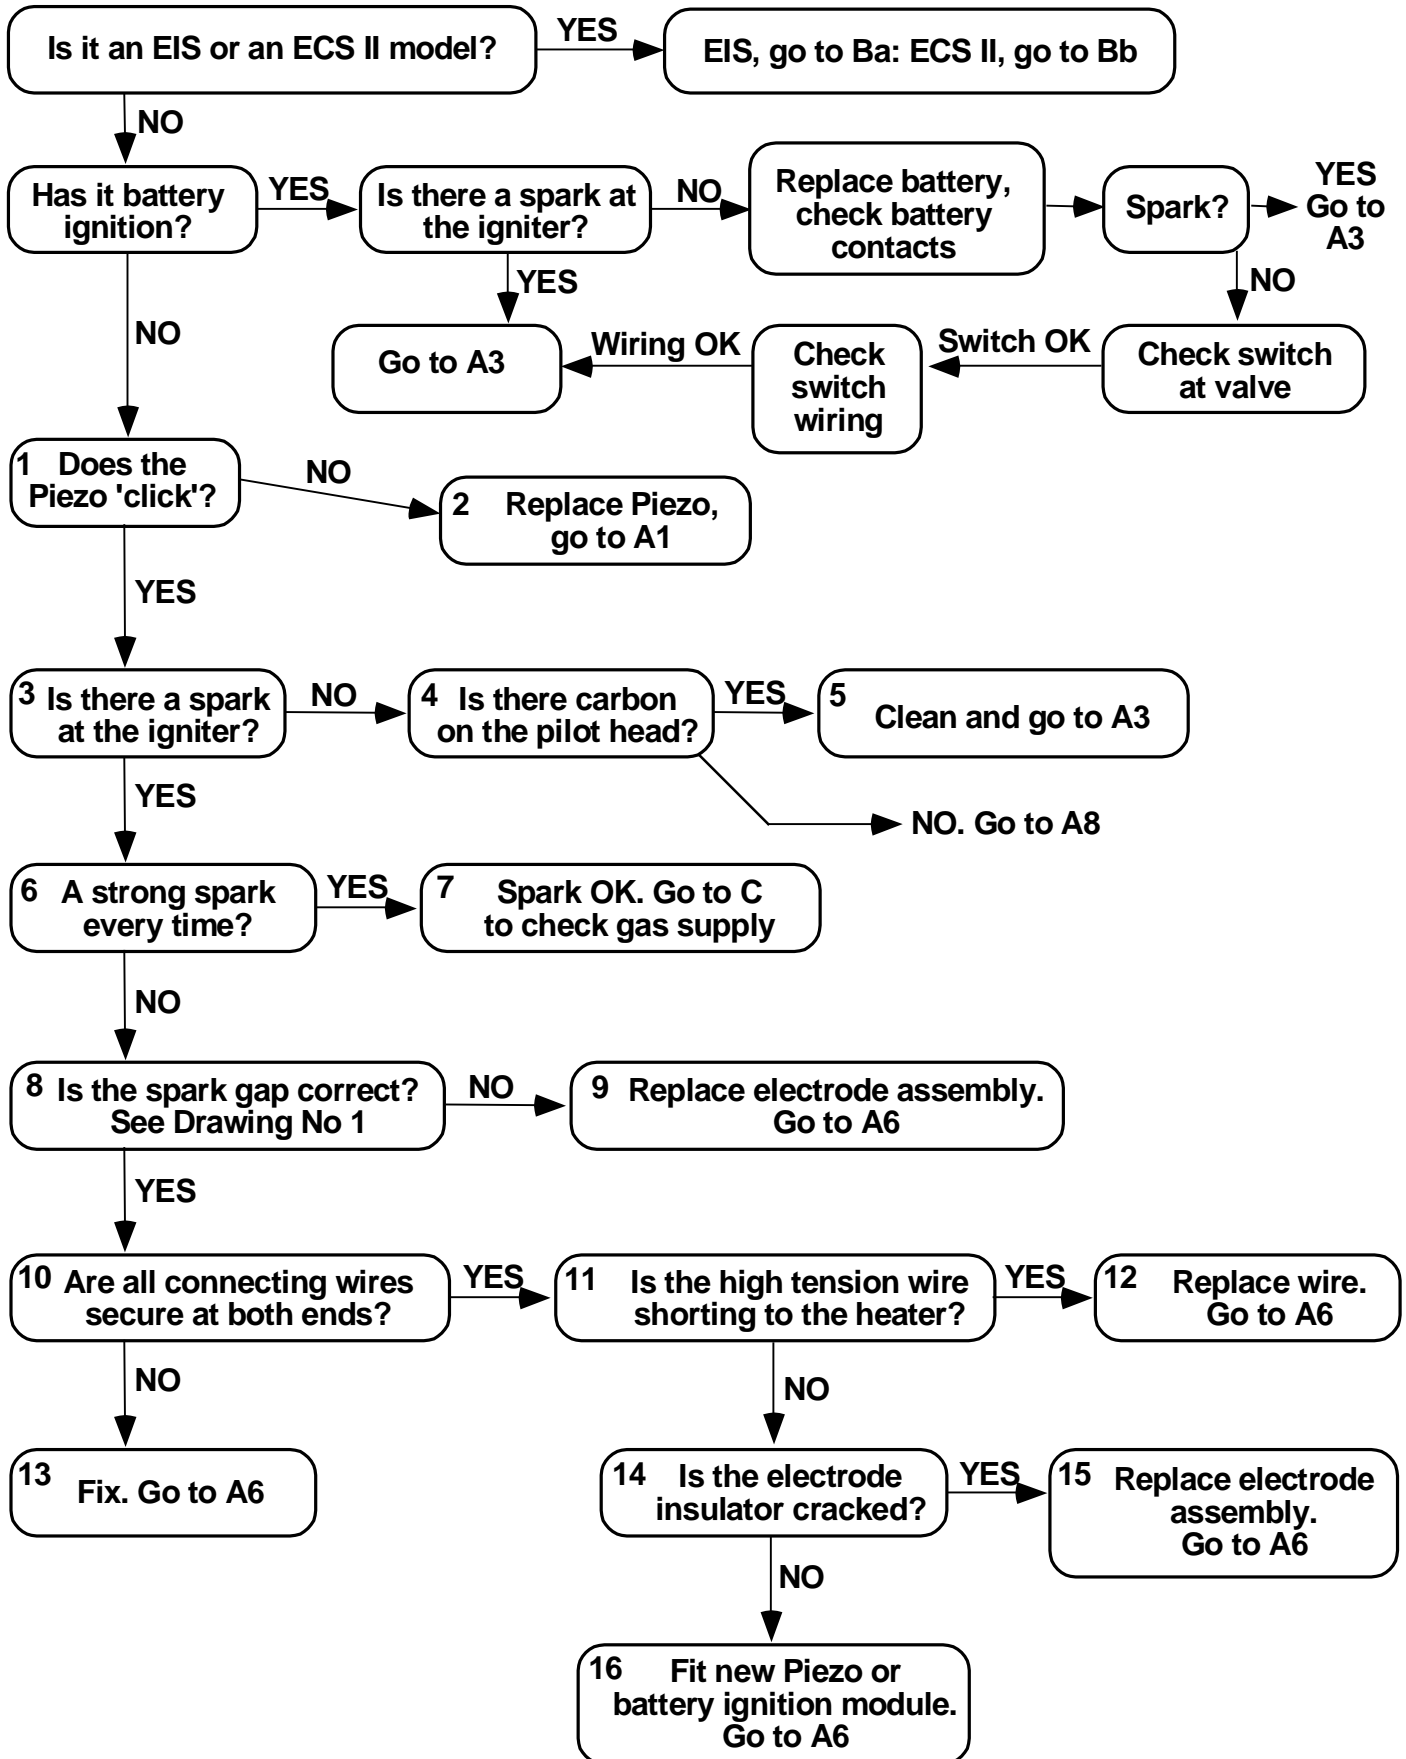 Is it an EIS or an ECS II model?
YES
EIS, go to Ba: ECS II, go to Bb
NO
Has it battery
ignition?
YES
Is there a spark at
the igniter?
NO
Replace battery,
check battery
contacts
Spark?
YES
Go to
A3
YES
NO
NO
Go to A3
Wiring OK
Check
switch
wiring
Switch OK
Check switch
at valve
1 Does the
Piezo 'click'?
NO
2 Replace Piezo,
go to A1
YES
3 Is there a spark
at the igniter?
NO
4 Is there carbon
on the pilot head?
YES
5 Clean and go to A3
YES
NO. Go to A8
6 A strong spark
every time?
YES
7 Spark OK. Go to C
to check gas supply
NO
8 Is the spark gap correct?
See Drawing No 1
NO
9 Replace electrode assembly.
Go to A6
YES
10 Are all connecting wires
secure at both ends?
YES
11 Is the high tension wire
shorting to the heater?
YES
12 Replace wire.
Go to A6
NO
NO
13 Fix. Go to A6
14 Is the electrode
insulator cracked?
YES
15 Replace electrode
assembly.
Go to A6
NO
16 Fit new Piezo or
battery ignition module.
Go to A6